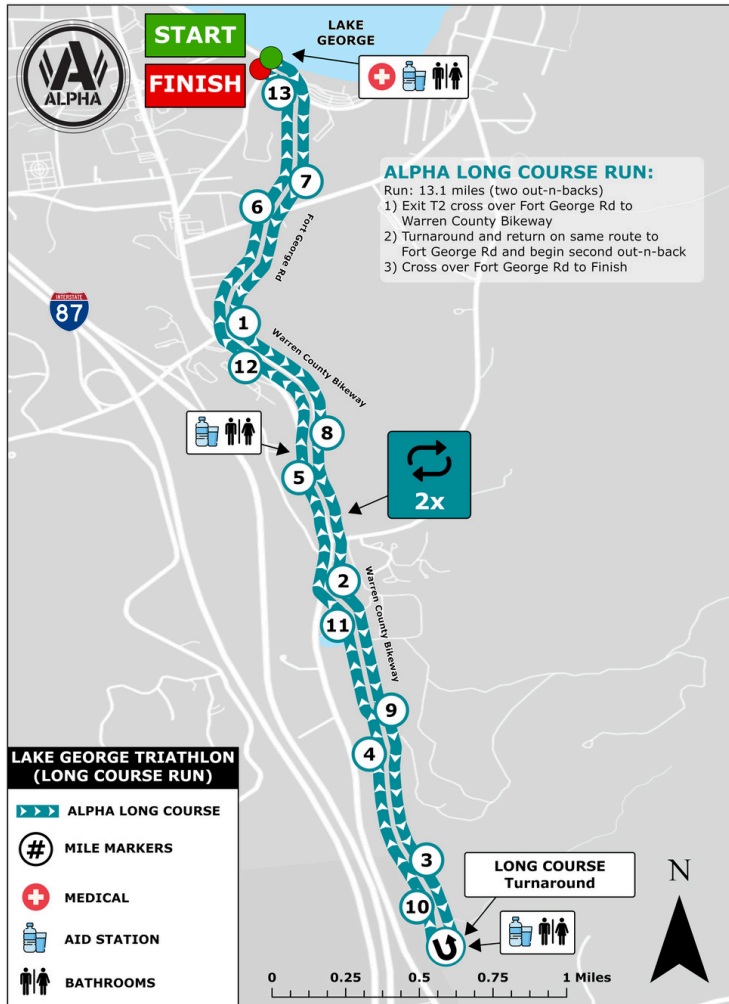 START
FINISH
ALPHA
LAKE
GEORGE
13
7
6
ALPHA LONG COURSE RUN:
Run: 13.1 miles (two out-n-backs)
1) Exit T2 cross over Fort George Rd to
Warren County Bikeway
2) Turnaround and return on same route to
Fort George Rd and begin second out-n-back
3) Cross over Fort George Rd to Finish
Fort George Rd
INTERSTATE
87
1
12
Warren County Bikeway
8
5
2x
2
11
Warren County Bikeway
9
4
3
10
LONG COURSE
Turnaround
LAKE GEORGE TRIATHLON
(LONG COURSE RUN)
ALPHA LONG COURSE
#
MILE MARKERS
MEDICAL
AID STATION
BATHROOMS
N
0 0.25 0.5 0.75 1 Miles